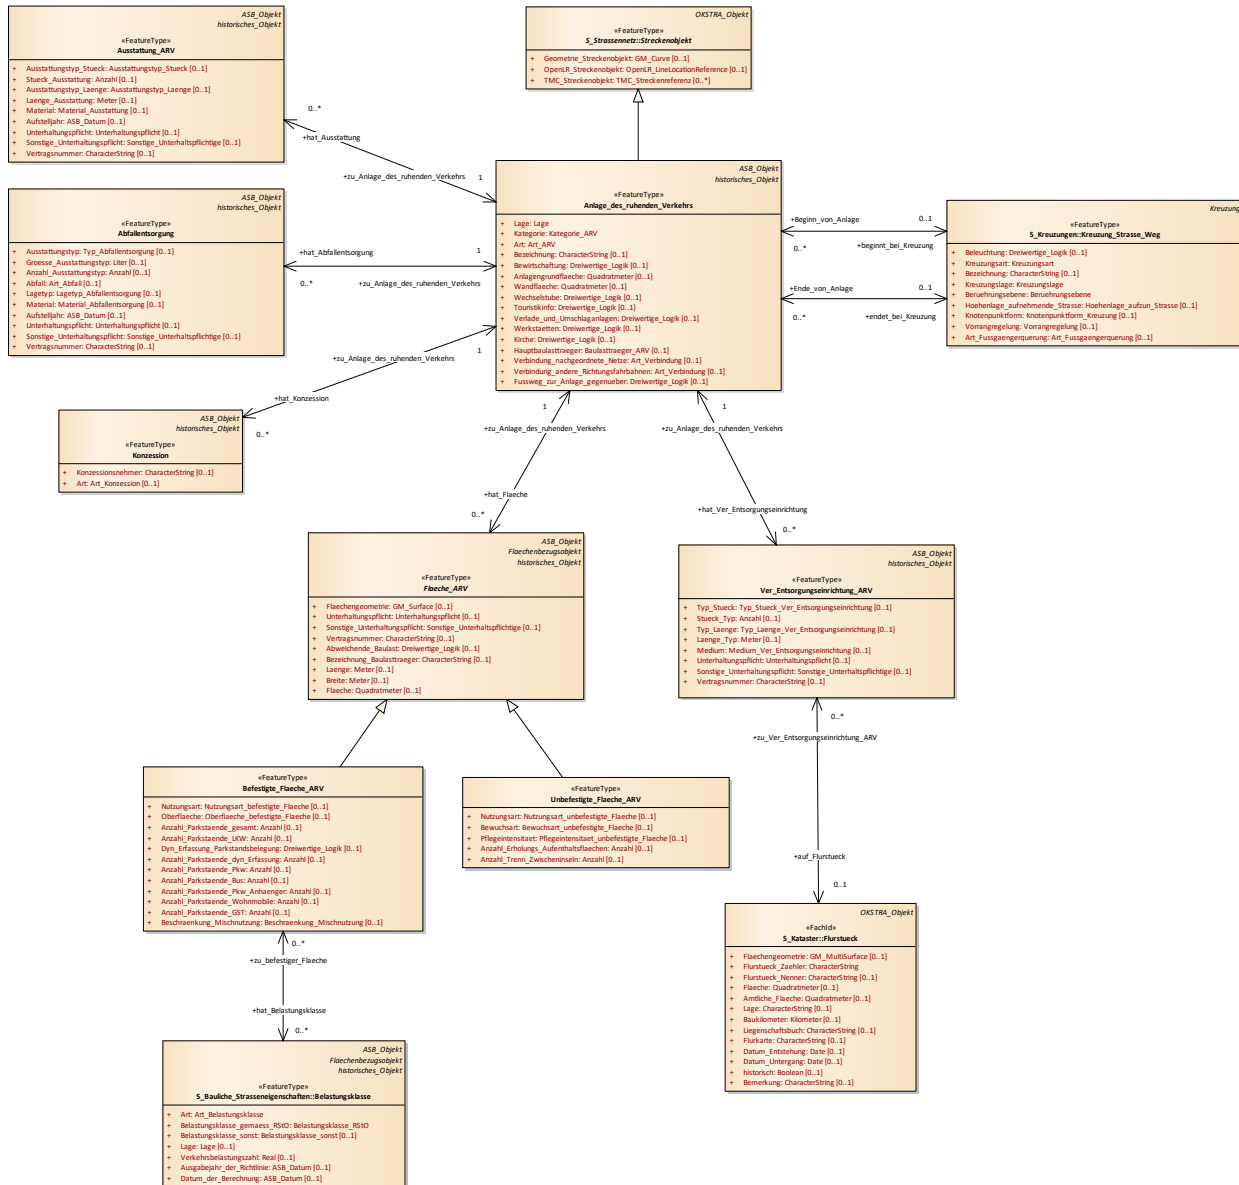 ASB_Objekt
historisches_Objekt
«FeatureType»
Ausstattung_ARV
+ Ausstattungstyp_Stueck: Ausstattungstyp_Stueck [0..1]
+ Stueck_Ausstattung: Anzahl [0..1]
+ Ausstattungstyp_Laenge: Ausstattungstyp_Laenge [0..1]
+ Laenge_Ausstattung: Meter [0..1]
+ Material: Material_Ausstattung [0..1]
+ Aufstelljahr: ASB_Datum [0..1]
+ Unterhaltungspflicht: Unterhaltungspflicht [0..1]
+ Sonstige_Unterhaltungspflicht: Sonstige_Unterhaltspflichtige [0..1]
+ Vertragsnummer: CharacterString [0..1]
OKSTRA_Objekt
«FeatureType»
S_Strassennetz::Streckenobjekt
+ Geometrie_Streckenobjekt: GM_Curve [0..1]
+ OpenLR_Streckenobjekt: OpenLR_LineLocationReference [0..1]
+ TMC_Streckenobjekt: TMC_Streckenreferenz [0..*]
0..*
+hat_Ausstattung
+zu_Anlage_des_ruhenden_Verkehrs
1
ASB_Objekt
historisches_Objekt
«FeatureType»
Abfallentsorgung
+ Ausstattungstyp: Typ_Abfallentsorgung [0..1]
+ Groesse_Ausstattungstyp: Liter [0..1]
+ Anzahl_Ausstattungstyp: Anzahl [0..1]
+ Abfall: Art_Abfall [0..1]
+ Lagetyp: Lagetyp_Abfallentsorgung [0..1]
+ Material: Material_Abfallentsorgung [0..1]
+ Aufstelljahr: ASB_Datum [0..1]
+ Unterhaltungspflicht: Unterhaltungspflicht [0..1]
+ Sonstige_Unterhaltungspflicht: Sonstige_Unterhaltspflichtige [0..1]
+ Vertragsnummer: CharacterString [0..1]
+hat_Abfallentsorgung
1
0..*
+zu_Anlage_des_ruhenden_Verkehrs
ASB_Objekt
historisches_Objekt
«FeatureType»
Anlage_des_ruhenden_Verkehrs
+ Lage: Lage
+ Kategorie: Kategorie_ARV
+ Art: Art_ARV
+ Bezeichnung: CharacterString [0..1]
+ Bewirtschaftung: Dreiwertige_Logik [0..1]
+ Anlagengrundflaeche: Quadratmeter [0..1]
+ Wandflaeche: Quadratmeter [0..1]
+ Wechselstube: Dreiwertige_Logik [0..1]
+ Touristikinfo: Dreiwertige_Logik [0..1]
+ Verlade_und_Umschlaganlagen: Dreiwertige_Logik [0..1]
+ Werkstaetten: Dreiwertige_Logik [0..1]
+ Kirche: Dreiwertige_Logik [0..1]
+ Hauptbaulasttraeger: Baulasttraeger_ARV [0..1]
+ Verbindung_nachgeordnete_Netze: Art_Verbindung [0..1]
+ Verbindung_andere_Richtungsfahrbahnen: Art_Verbindung [0..1]
+ Fussweg_zur_Anlage_gegenueber: Dreiwertige_Logik [0..1]
+Beginn_von_Anlage
0..1
0..*
+beginnt_bei_Kreuzung
+Ende_von_Anlage
0..1
0..*
+endet_bei_Kreuzung
Kreuzung
«FeatureType»
S_Kreuzungen::Kreuzung_Strasse_Weg
+ Beleuchtung: Dreiwertige_Logik [0..1]
+ Kreuzungsart: Kreuzungsart
+ Bezeichnung: CharacterString [0..1]
+ Kreuzungslage: Kreuzungslage
+ Beruehrungsebene: Beruehrungsebene
+ Hoehenlage_aufnehmende_Strasse: Hoehenlage_aufzun_Strasse [0..1]
+ Knotenpunktform: Knotenpunktform_Kreuzung [0..1]
+ Vorrangregelung: Vorrangregelung [0..1]
+ Art_Fussgaengerquerung: Art_Fussgaengerquerung [0..1]
+zu_Anlage_des_ruhenden_Verkehrs
1
+hat_Konzession
0..*
ASB_Objekt
historisches_Objekt
«FeatureType»
Konzession
+ Konzessionsnehmer: CharacterString [0..1]
+ Art: Art_Konzession [0..1]
1
+zu_Anlage_des_ruhenden_Verkehrs
+hat_Flaeche
0..*
1
+zu_Anlage_des_ruhenden_Verkehrs
+hat_Ver_Entsorgungseinrichtung
0..*
ASB_Objekt
Flaechenbezugsobjekt
historisches_Objekt
«FeatureType»
Flaeche_ARV
+ Flaechengeometrie: GM_Surface [0..1]
+ Unterhaltungspflicht: Unterhaltungspflicht [0..1]
+ Sonstige_Unterhaltungspflicht: Sonstige_Unterhaltspflichtige [0..1]
+ Vertragsnummer: CharacterString [0..1]
+ Abweichende_Baulast: Dreiwertige_Logik [0..1]
+ Bezeichnung_Baulasttraeger: CharacterString [0..1]
+ Laenge: Meter [0..1]
+ Breite: Meter [0..1]
+ Flaeche: Quadratmeter [0..1]
ASB_Objekt
historisches_Objekt
«FeatureType»
Ver_Entsorgungseinrichtung_ARV
+ Typ_Stueck: Typ_Stueck_Ver_Entsorgungseinrichtung [0..1]
+ Stueck_Typ: Anzahl [0..1]
+ Typ_Laenge: Typ_Laenge_Ver_Entsorgungseinrichtung [0..1]
+ Laenge_Typ: Meter [0..1]
+ Medium: Medium_Ver_Entsorgungseinrichtung [0..1]
+ Unterhaltungspflicht: Unterhaltungspflicht [0..1]
+ Sonstige_Unterhaltungspflicht: Sonstige_Unterhaltspflichtige [0..1]
+ Vertragsnummer: CharacterString [0..1]
0..*
+zu_Ver_Entsorgungseinrichtung_ARV
+auf_Flurstueck
0..1
«FeatureType»
Befestigte_Flaeche_ARV
+ Nutzungsart: Nutzungsart_befestigte_Flaeche [0..1]
+ Oberflaeche: Oberflaeche_befestigte_Flaeche [0..1]
+ Anzahl_Parkstaende_gesamt: Anzahl [0..1]
+ Anzahl_Parkstaende_LKW: Anzahl [0..1]
+ Dyn_Erfassung_Parkstandsbelegung: Dreiwertige_Logik [0..1]
+ Anzahl_Parkstaende_dyn_Erfassung: Anzahl [0..1]
+ Anzahl_Parkstaende_Pkw: Anzahl [0..1]
+ Anzahl_Parkstaende_Bus: Anzahl [0..1]
+ Anzahl_Parkstaende_Pkw_Anhaenger: Anzahl [0..1]
+ Anzahl_Parkstaende_Wohnmobile: Anzahl [0..1]
+ Anzahl_Parkstaende_GST: Anzahl [0..1]
+ Beschraenkung_Mischnutzung: Beschraenkung_Mischnutzung [0..1]
«FeatureType»
Unbefestigte_Flaeche_ARV
+ Nutzungsart: Nutzungsart_unbefestigte_Flaeche [0..1]
+ Bewuchsart: Bewuchsart_unbefestigte_Flaeche [0..1]
+ Pflegeintensitaet: Pflegeintensitaet_unbefestigte_Flaeche [0..1]
+ Anzahl_Erholungs_Aufenthaltsflaechen: Anzahl [0..1]
+ Anzahl_Trenn_Zwischeninseln: Anzahl [0..1]
0..*
+zu_befestiger_Flaeche
+hat_Belastungsklasse
0..*
OKSTRA_Objekt
«FachId»
S_Kataster::Flurstueck
+ Flaechengeometrie: GM_MultiSurface [0..1]
+ Flurstueck_Zaehler: CharacterString
+ Flurstueck_Nenner: CharacterString [0..1]
+ Flaeche: Quadratmeter [0..1]
+ Amtliche_Flaeche: Quadratmeter [0..1]
+ Lage: CharacterString [0..1]
+ Baukilometer: Kilometer [0..1]
+ Liegenschaftsbuch: CharacterString [0..1]
+ Flurkarte: CharacterString [0..1]
+ Datum_Entstehung: Date [0..1]
+ Datum_Untergang: Date [0..1]
+ historisch: Boolean [0..1]
+ Bemerkung: CharacterString [0..1]
ASB_Objekt
Flaechenbezugsobjekt
historisches_Objekt
«FeatureType»
S_Bauliche_Strasseneigenschaften::Belastungsklasse
+ Art: Art_Belastungsklasse
+ Belastungsklasse_gemaess_RStO: Belastungsklasse_RStO
+ Belastungsklasse_sonst: Belastungsklasse_sonst [0..1]
+ Lage: Lage [0..1]
+ Verkehrsbelastungszahl: Real [0..1]
+ Ausgabejahr_der_Richtlinie: ASB_Datum [0..1]
+ Datum_der_Berechnung: ASB_Datum [0..1]